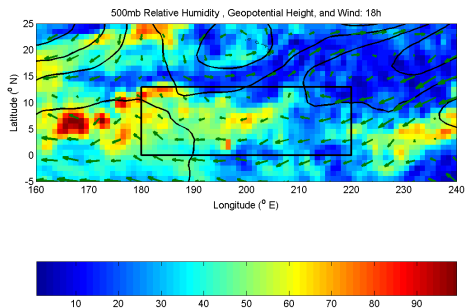 500mb Relative Humidity , Geopotential Height, and Wind: 18h
25
20
15
10
5
0
-5
Latitude (° N)
160 170 180 190 200 210 220 230 240
Longitude (° E)
10 20 30 40 50 60 70 80 90